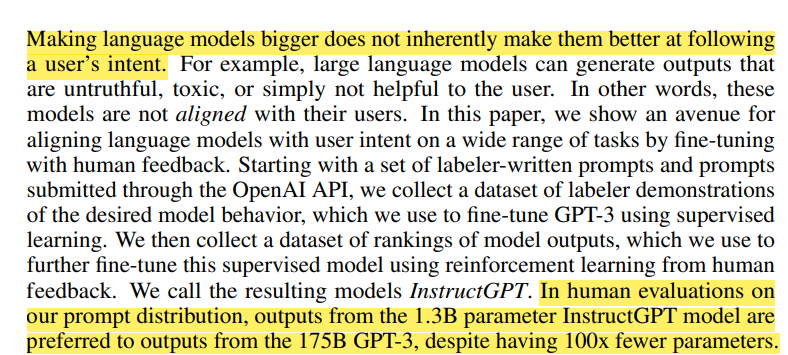 Making language models bigger does not inherently make them better at following
a user's intent. For example, large language models can generate outputs that
are untruthful, toxic, or simply not helpful to the user. In other words, these
models are not aligned with their users. In this paper, we show an avenue for
aligning language models with user intent on a wide range of tasks by fine-tuning
with human feedback. Starting with a set of labeler-written prompts and prompts
submitted through the OpenAI API, we collect a dataset of labeler demonstrations
of the desired model behavior, which we use to fine-tune GPT-3 using supervised
learning. We then collect a dataset of rankings of model outputs, which we use to
further fine-tune this supervised model using reinforcement learning from human
feedback. We call the resulting models InstructGPT. In human evaluations on
our prompt distribution, outputs from the 1.3B parameter InstructGPT model are
preferred to outputs from the 175B GPT-3, despite having 100x fewer parameters.